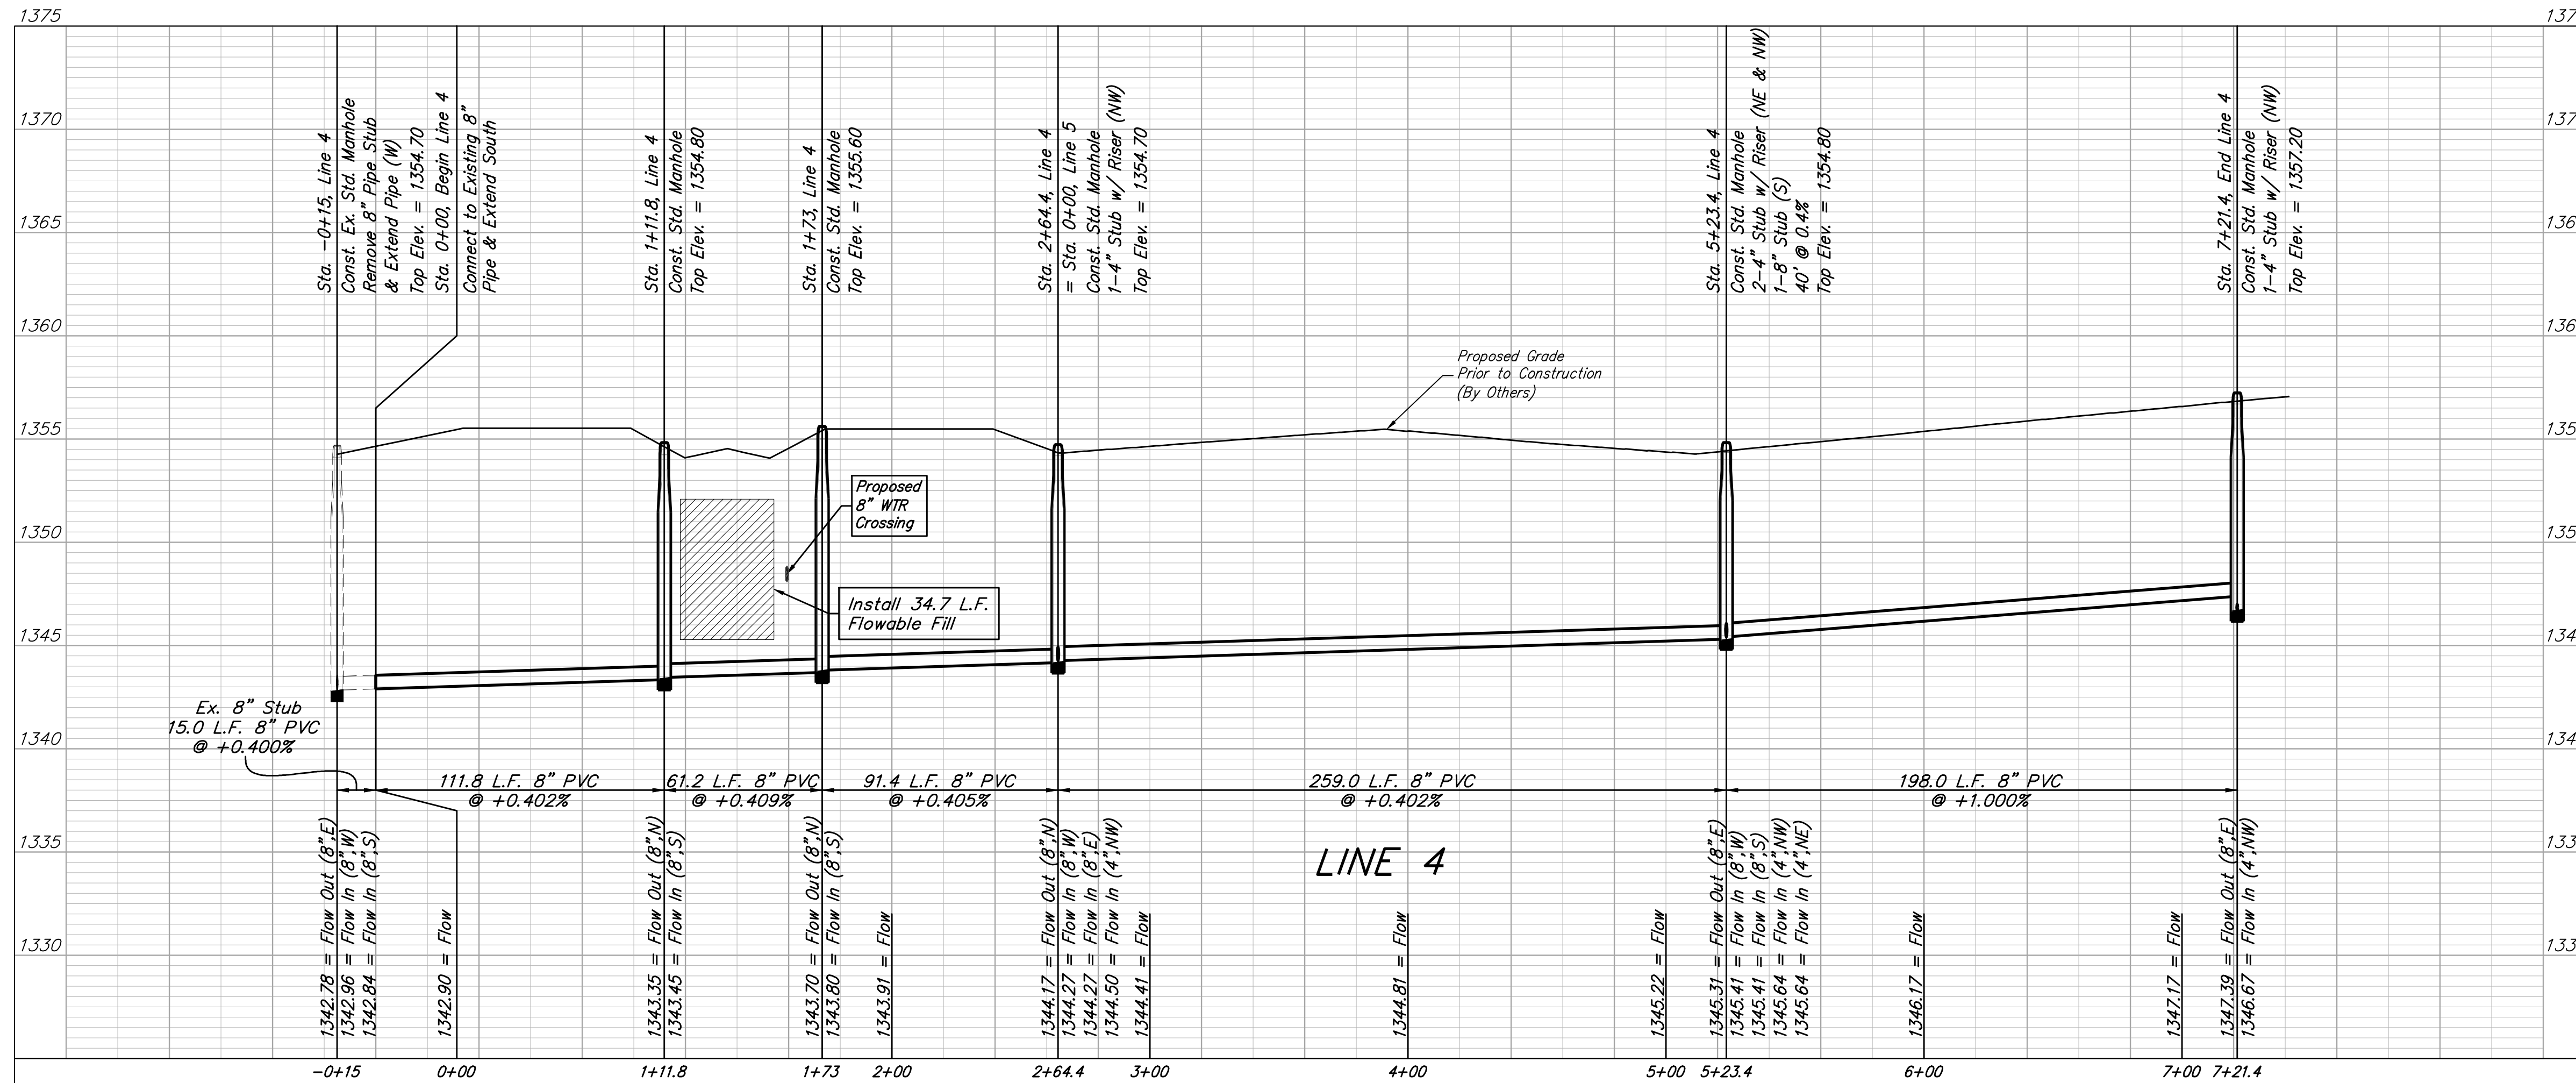 1375
1370
1365
1360
1355
1350
1345
1340
1335
1330
137
137
136
136
135
135
134
134
133
133
Sta. -0+15, Line 4
Const. Ex. Std. Manhole
Remove 8" Pipe Stub
& Extend Pipe (W)
Top Elev. = 1354.70
Sta. 0+00, Begin Line 4
Connect to Existing 8"
Pipe & Extend South
Sta. 1+11.8, Line 4
Const. Std. Manhole
Top Elev. = 1354.80
Sta. 1+73, Line 4
Const. Std. Manhole
Top Elev. = 1355.60
Sta. 2+64.4, Line 4
= Sta. 0+00, Line 5
Const. Std. Manhole
1-4" Stub w/ Riser (NW)
Top Elev. = 1354.70
Sta. 5+23.4, Line 4
Const. Std. Manhole
2-4" Stub w/ Riser (NE & NW)
1-8" Stub (S)
40' @ 0.4%
Top Elev. = 1354.80
Sta. 7+21.4, End Line 4
Const. Std. Manhole
1-4" Stub w/ Riser (NW)
Top Elev. = 1357.20
Proposed Grade
Prior to Construction
(By Others)
Proposed
8" WTR
Crossing
Install 34.7 L.F.
Flowable Fill
Ex. 8" Stub
15.0 L.F. 8" PVC
@ +0.400%
111.8 L.F. 8" PVC
@ +0.402%
61.2 L.F. 8" PVC
@ +0.409%
91.4 L.F. 8" PVC
@ +0.405%
259.0 L.F. 8" PVC
@ +0.402%
198.0 L.F. 8" PVC
@ +1.000%
LINE 4
1342.78 = Flow Out (8",E)
1342.96 = Flow In (8",W)
1342.84 = Flow In (8",S)
1342.90 = Flow
1343.35 = Flow Out (8",N)
1343.45 = Flow In (8",S)
1343.70 = Flow Out (8",N)
1343.80 = Flow In (8",S)
1343.91 = Flow
1344.17 = Flow Out (8",N)
1344.27 = Flow In (8",W)
1344.27 = Flow In (8",E)
1344.50 = Flow In (4",NW)
1344.41 = Flow
1344.81 = Flow
1345.22 = Flow
1345.31 = Flow Out (8",E)
1345.41 = Flow In (8",W)
1345.41 = Flow In (8",S)
1345.64 = Flow In (4",NW)
1345.64 = Flow In (4",NE)
1346.17 = Flow
1347.17 = Flow
1347.39 = Flow Out (8",E)
1346.67 = Flow In (4",NW)
-0+15 0+00 1+11.8 1+73 2+00 2+64.4 3+00 4+00 5+00 5+23.4 6+00 7+00 7+21.4